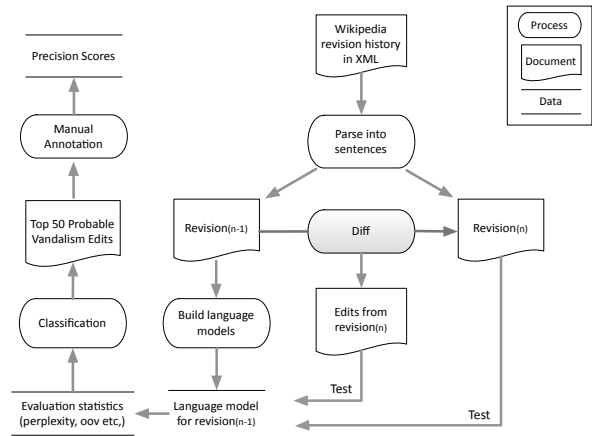 Wikipedia
revision history
in XML
Process
Document
Data
Precision Scores
Manual
Annotation
Parse into
sentences
Top 50 Probable
Vandalism Edits
Revision(n-1)
Diff
Revision(n)
Classification
Build language
models
Edits from
revision(n)
Test
Evaluation statistics
(perplexity, oov etc,)
Language model
for revision(n-1)
Test